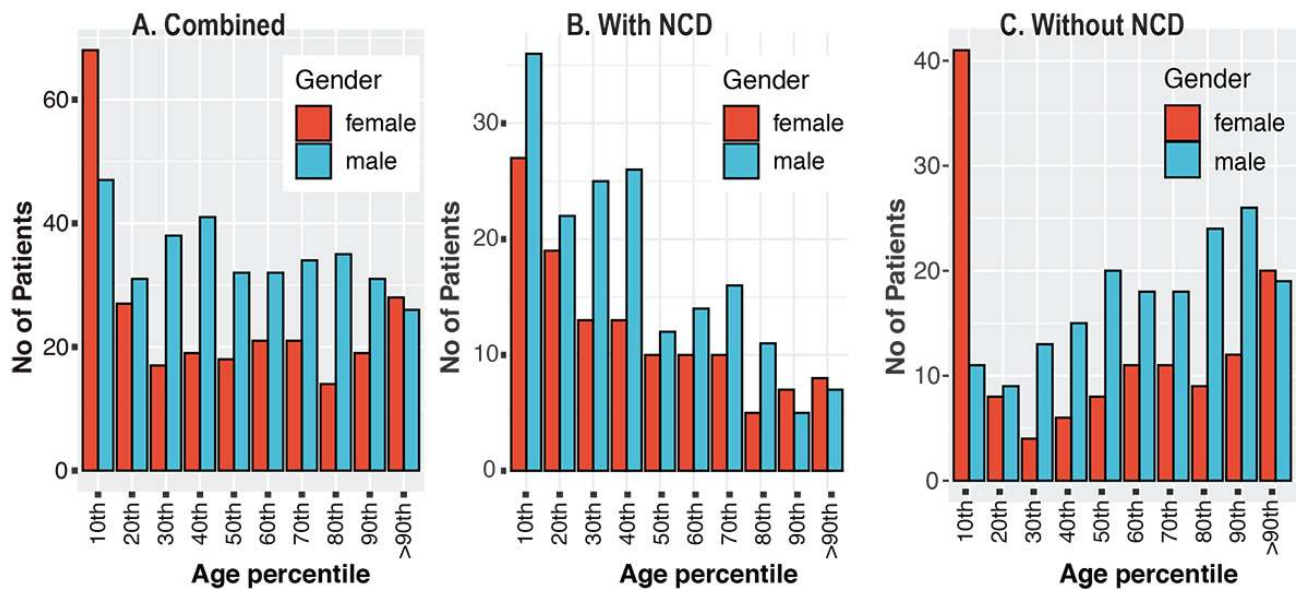 A. Combined
No of Patients
60
40
20
0
Gender
female
male
10th
20th
30th
40th
50th
60th
70th
80th
90th
>90th
Age percentile
B. With NCD
No of Patients
30
20
10
0
Gender
female
male
10th
20th
30th
40th
50th
60th
70th
80th
90th
>90th
Age percentile
C. Without NCD
No of Patients
40
30
20
10
0
Gender
female
male
10th
20th
30th
40th
50th
60th
70th
80th
90th
>90th
Age percentile